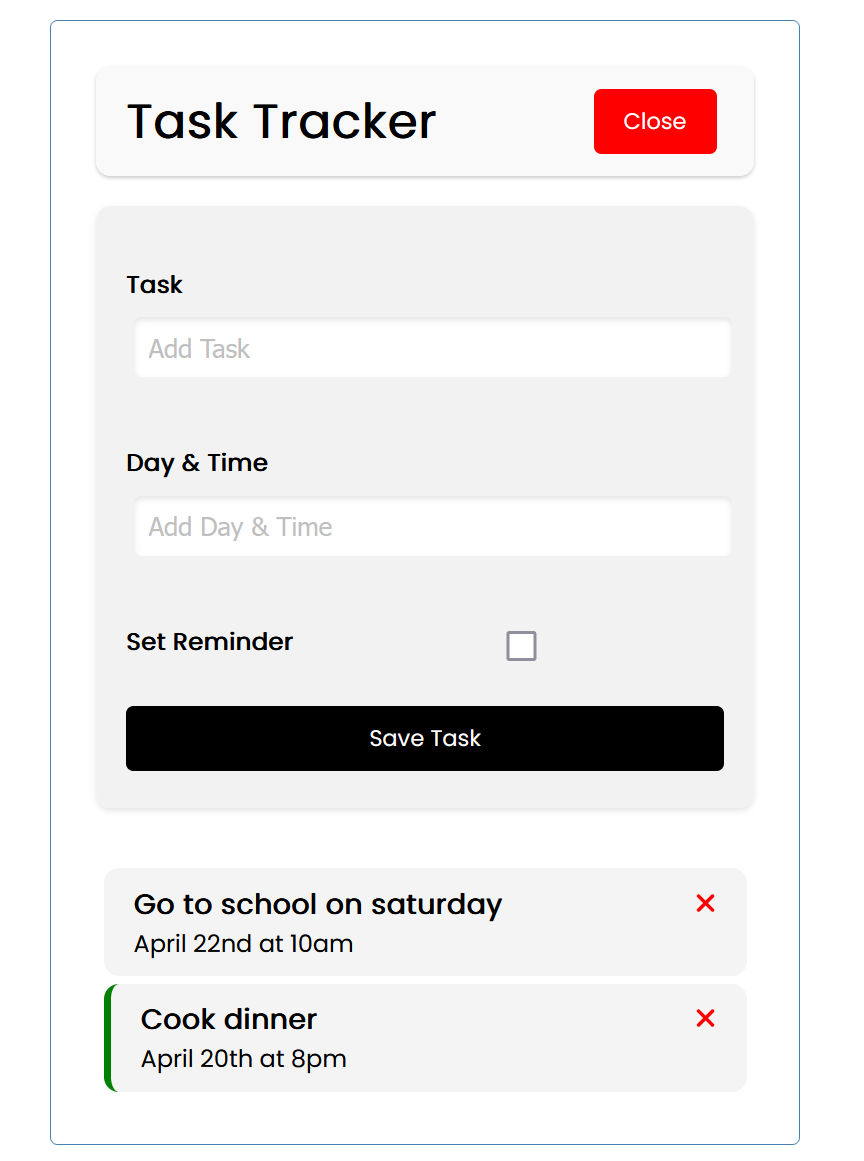 Task Tracker
Close
Task
Add Task
Day & Time
Add Day & Time
Set Reminder
Save Task
Go to school on saturday
April 22nd at 10am
Cook dinner
April 20th at 8pm